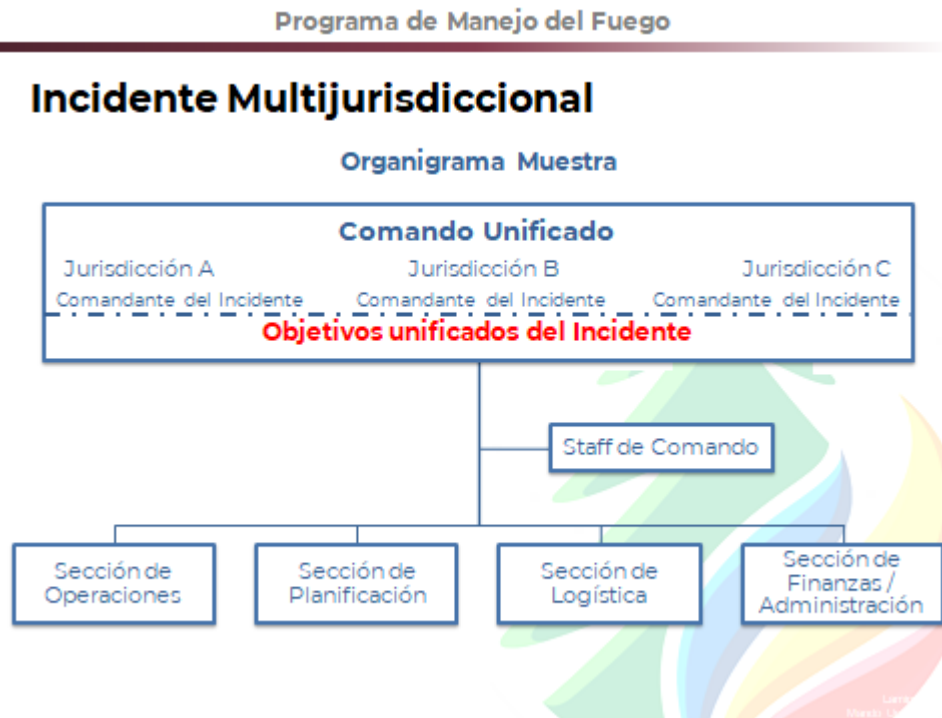 Programa de Manejo del Fuego
Incidente Multijurisdiccional
Organigrama Muestra
Comando Unificado
Jurisdicción A Jurisdicción B Jurisdicción C
Comandante del Incidente Comandante del Incidente Comandante del Incidente
Objetivos unificados del Incidente
Staff de Comando
Sección de
Operaciones
Sección de
Planificación
Sección de
Logística
Sección de
Finanzas /
Administración